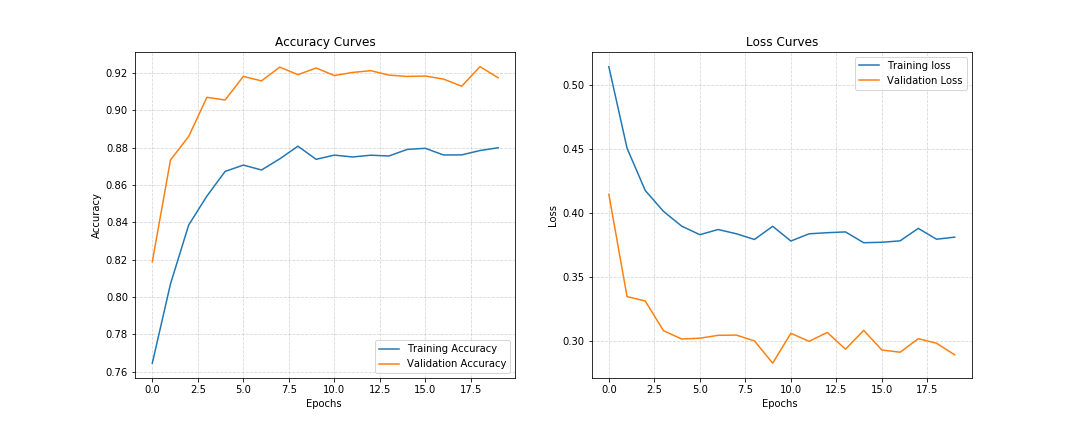 Accuracy Curves
0.92
0.90
0.88
0.86
0.84
0.82
0.80
0.78
0.76
Accuracy
Training Accuracy
Validation Accuracy
0.0 2.5 5.0 7.5 10.0 12.5 15.0 17.5
Epochs
Loss Curves
Training loss
Validation Loss
0.50
0.45
0.40
0.35
0.30
Loss
0.0 2.5 5.0 7.5 10.0 12.5 15.0 17.5
Epochs